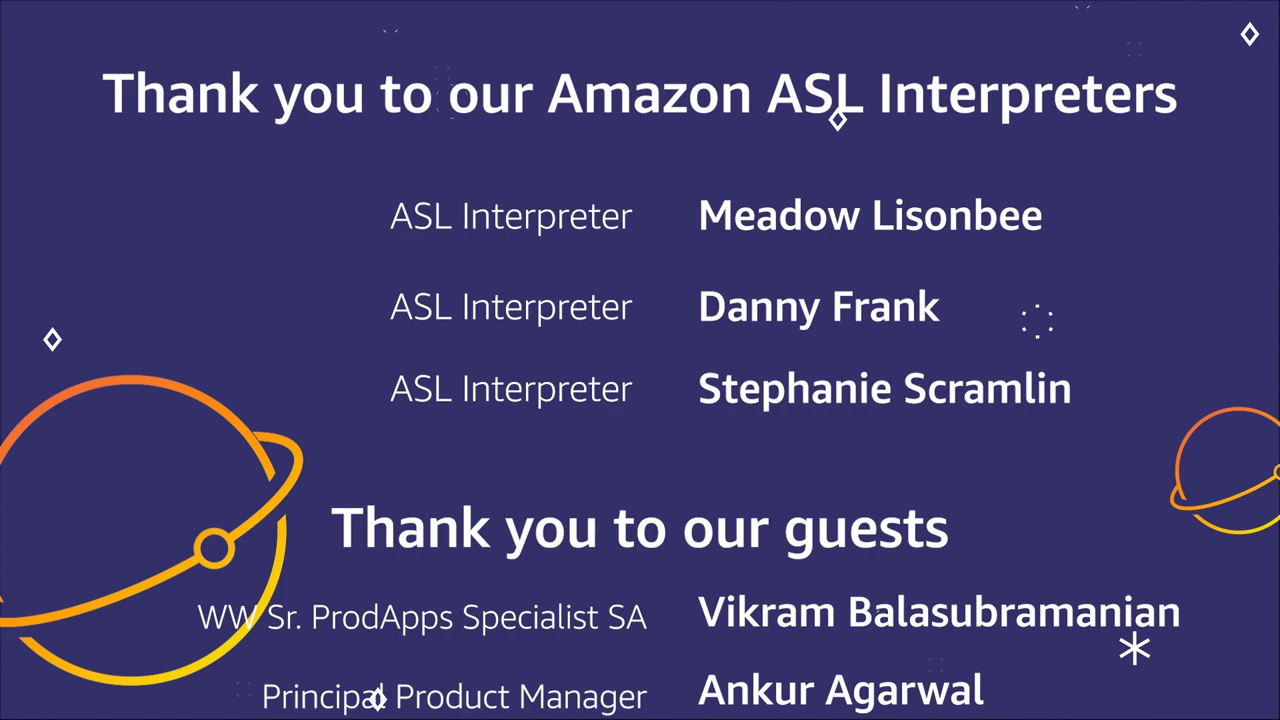 Thank you to our Amazon ASL Interpreters
ASL Interpreter Meadow Lisonbee
ASL Interpreter Danny Frank
ASL Interpreter Stephanie Scramlin
Thank you to our guests
WW Sr. ProdApps Specialist SA Vikram Balasubramanian
Principal Product Manager Ankur Agarwal